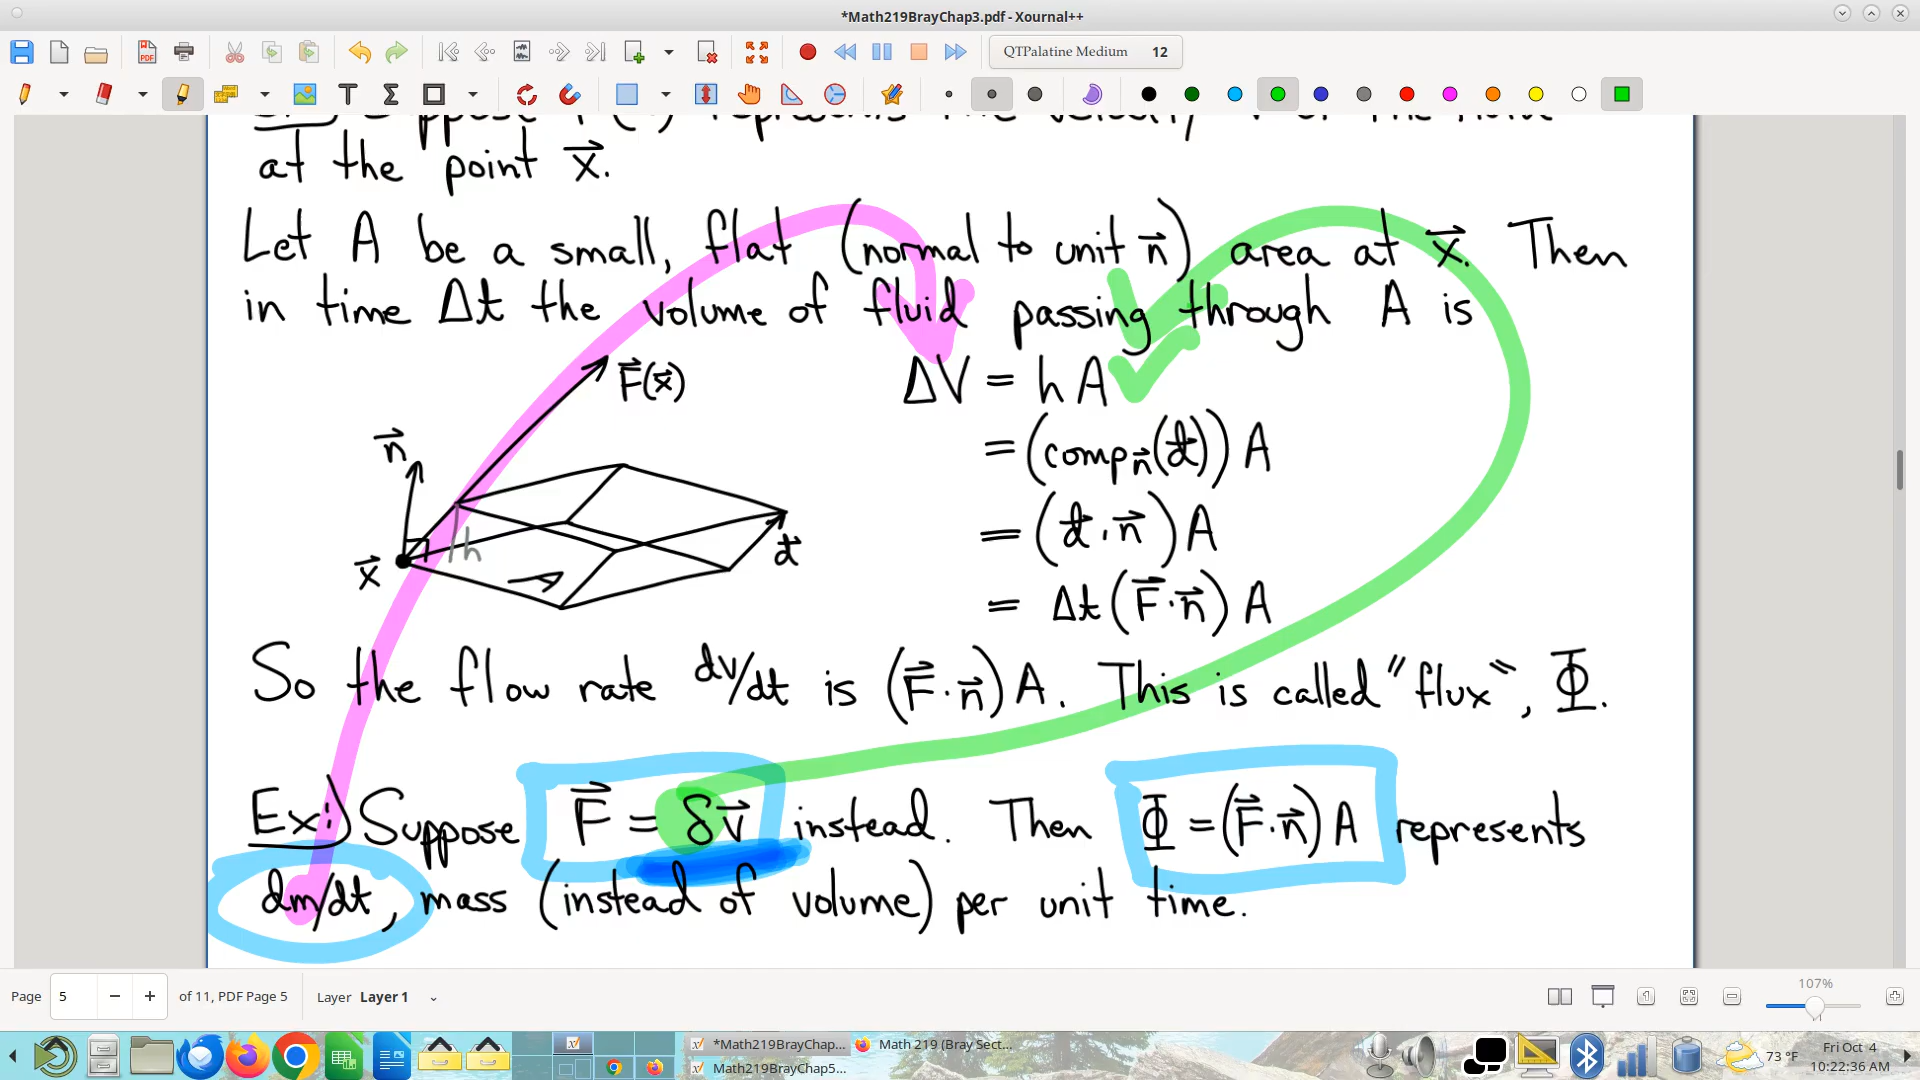 *Math219BrayChap3.pdf - Xournal++
QTPalatine Medium 12
at the point x⃗.
Let A be a small, flat (normal to unit n⃗) area at x⃗. Then
in time Δt the volume of fluid passing through A is
F⃗(x⃗)
ΔV = hA
n⃗
= (comp_n⃗(d⃗)) A
h
= (d⃗·n⃗) A
x⃗
A
d⃗
= Δt (F⃗·n⃗) A
So the flow rate dV/dt is (F⃗·n⃗) A. This is called "flux", Φ.
Ex:) Suppose F⃗ = δv⃗ instead. Then Φ = (F⃗·n⃗) A represents
dm/dt, mass (instead of volume) per unit time.
Page 5 of 11, PDF Page 5 Layer Layer 1
107%
*Math219BrayChap... Math 219 (Bray Sect...
Math219BrayChap5...
73 °F
Fri Oct 4
10:22:36 AM